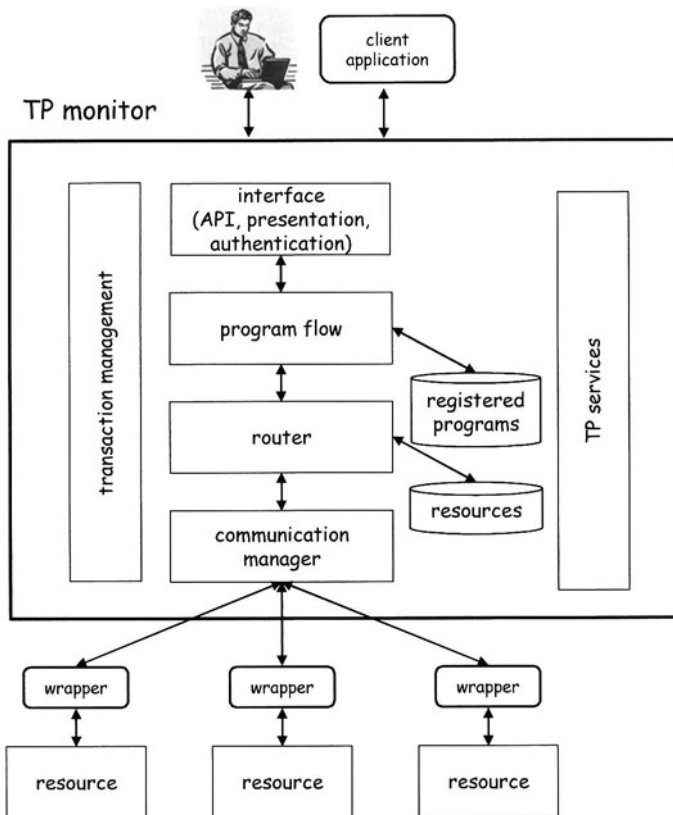 client
application
TP monitor
interface
(API, presentation,
authentication)
transaction management
program flow
TP services
registered
programs
router
resources
communication
manager
wrapper
wrapper
wrapper
resource
resource
resource